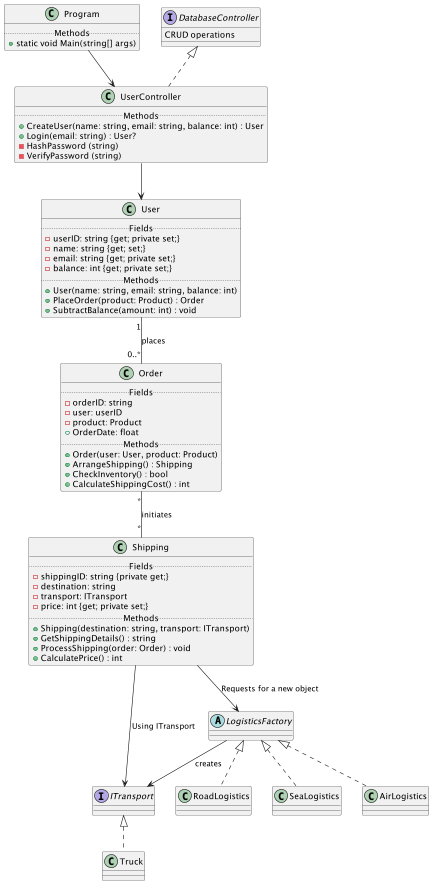 C Program
Methods
static void Main(string[] args)
I DatabaseController
CRUD operations
C UserController
Methods
CreateUser(name: string, email: string, balance: int) : User
Login(email: string) : User?
HashPassword (string)
VerifyPassword (string)
C User
Fields
userID: string {get; private set;}
name: string {get; set;}
email: string {get; private set;}
balance: int {get; private set;}
Methods
User(name: string, email: string, balance: int)
PlaceOrder(product: Product) : Order
SubtractBalance(amount: int) : void
1
places
0..*
C Order
Fields
orderID: string
user: userID
product: Product
OrderDate: float
Methods
Order(user: User, product: Product)
ArrangeShipping() : Shipping
CheckInventory() : bool
CalculateShippingCost() : int
*
initiates
*
C Shipping
Fields
shippingID: string {private get;}
destination: string
transport: ITransport
price: int {get; private set;}
Methods
Shipping(destination: string, transport: ITransport)
GetShippingDetails() : string
ProcessShipping(order: Order) : void
CalculatePrice() : int
Requests for a new object
Using ITransport
A LogisticsFactory
creates
I ITransport
C RoadLogistics
C SeaLogistics
C AirLogistics
C Truck